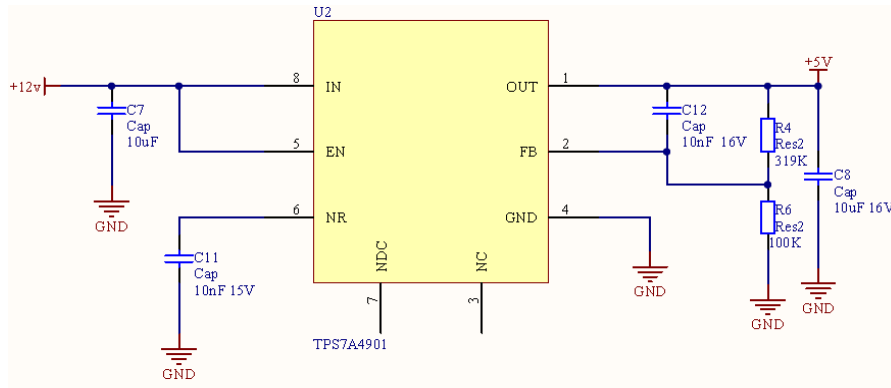 U2
+12v
8
IN
OUT
1
+5V
C7
Cap
10uF
C12
Cap
10nF 16V
R4
Res2
319K
5
EN
FB
2
C8
Cap
10uF 16V
6
NR
GND
4
R6
Res2
100K
GND
C11
Cap
10nF 15V
NDC
NC
7
3
GND
GND
GND
TPS7A4901
GND